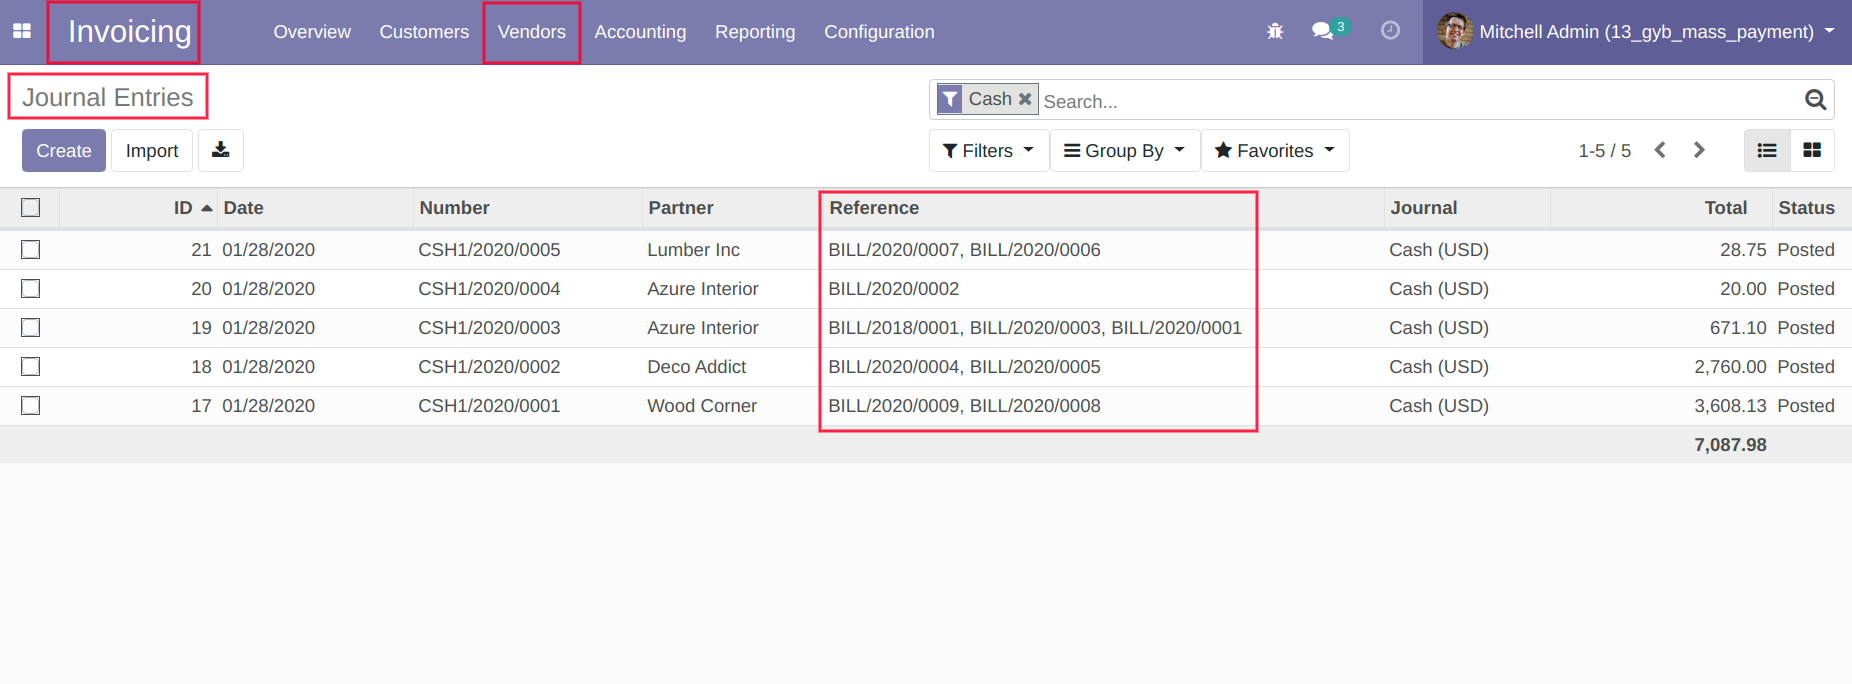 Invoicing Overview Customers Vendors Accounting Reporting Configuration 3 Mitchell Admin (13_gyb_mass_payment)
Journal Entries
Cash Search...
Create Import Filters Group By Favorites 1-5 / 5
ID Date Number Partner Reference Journal Total Status
21 01/28/2020 CSH1/2020/0005 Lumber Inc BILL/2020/0007, BILL/2020/0006 Cash (USD) 28.75 Posted
20 01/28/2020 CSH1/2020/0004 Azure Interior BILL/2020/0002 Cash (USD) 20.00 Posted
19 01/28/2020 CSH1/2020/0003 Azure Interior BILL/2018/0001, BILL/2020/0003, BILL/2020/0001 Cash (USD) 671.10 Posted
18 01/28/2020 CSH1/2020/0002 Deco Addict BILL/2020/0004, BILL/2020/0005 Cash (USD) 2,760.00 Posted
17 01/28/2020 CSH1/2020/0001 Wood Corner BILL/2020/0009, BILL/2020/0008 Cash (USD) 3,608.13 Posted
7,087.98